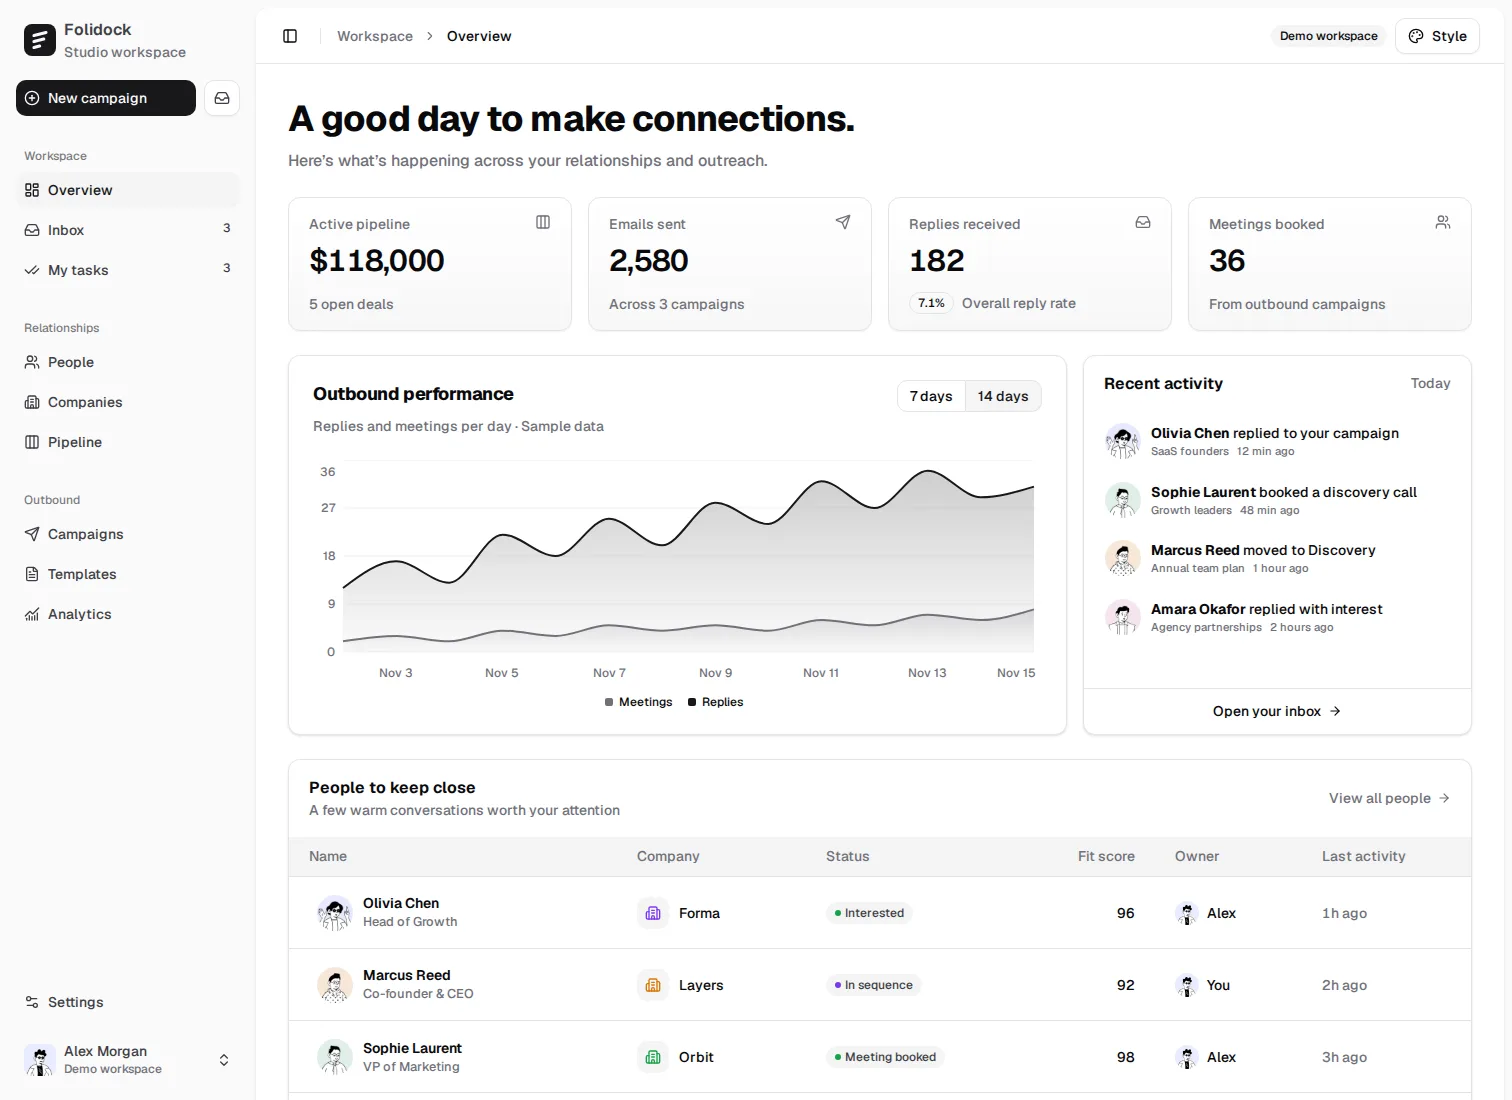 Folidock
Studio workspace
New campaign
Workspace
Overview
Inbox 3
My tasks 3
Relationships
People
Companies
Pipeline
Outbound
Campaigns
Templates
Analytics
Settings
Alex Morgan
Demo workspace
Workspace > Overview
Demo workspace
Style
A good day to make connections.
Here’s what’s happening across your relationships and outreach.
Active pipeline
$118,000
5 open deals
Emails sent
2,580
Across 3 campaigns
Replies received
182
7.1% Overall reply rate
Meetings booked
36
From outbound campaigns
Outbound performance
Replies and meetings per day · Sample data
7 days 14 days
36
27
18
9
0
Nov 3 Nov 5 Nov 7 Nov 9 Nov 11 Nov 13 Nov 15
Meetings Replies
Recent activity Today
Olivia Chen replied to your campaign
SaaS founders 12 min ago
Sophie Laurent booked a discovery call
Growth leaders 48 min ago
Marcus Reed moved to Discovery
Annual team plan 1 hour ago
Amara Okafor replied with interest
Agency partnerships 2 hours ago
Open your inbox →
People to keep close
A few warm conversations worth your attention
View all people →
Name Company Status Fit score Owner Last activity
Olivia Chen
Head of Growth
Forma Interested 96 Alex 1h ago
Marcus Reed
Co-founder & CEO
Layers In sequence 92 You 2h ago
Sophie Laurent
VP of Marketing
Orbit Meeting booked 98 Alex 3h ago